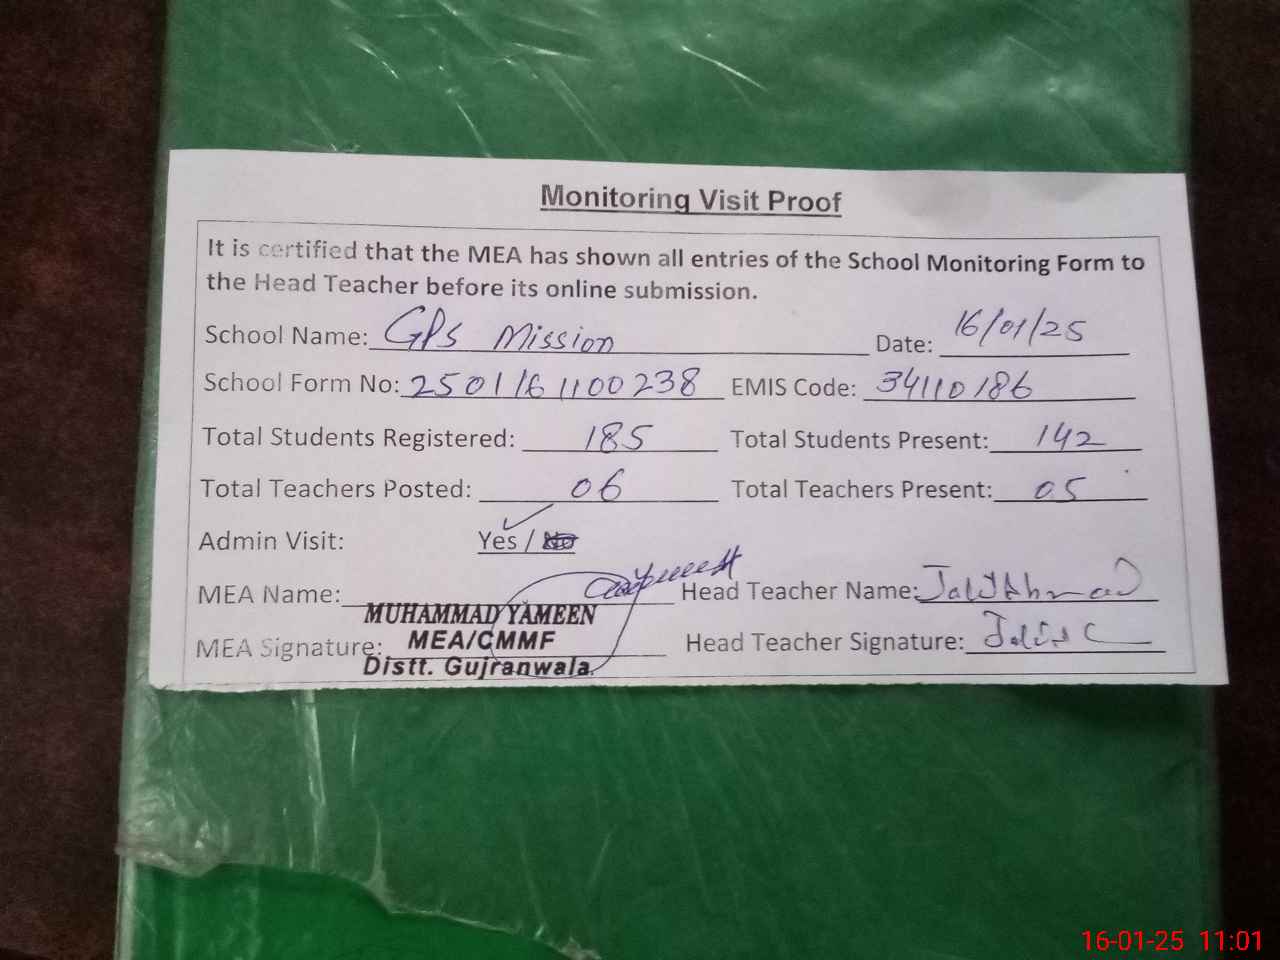 Monitoring Visit Proof
It is certified that the MEA has shown all entries of the School Monitoring Form to
the Head Teacher before its online submission.
School Name: GPS Mission Date: 16/01/25
School Form No: 2501161100238 EMIS Code: 34110186
Total Students Registered: 185 Total Students Present: 142
Total Teachers Posted: 06 Total Teachers Present: 05
Admin Visit: Yes / No
MEA Name: Head Teacher Name:
MUHAMMAD YAMEEN
MEA Signature: MEA/CMMF Head Teacher Signature:
Distt. Gujranwala.
16-01-25 11:01